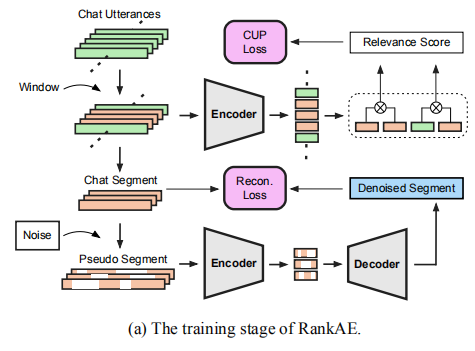 Chat Utterances
CUP
Loss
Relevance Score
Window
Encoder
Chat Segment
Recon.
Loss
Denoised Segment
Noise
Pseudo Segment
Encoder
Decoder
(a) The training stage of RankAE.